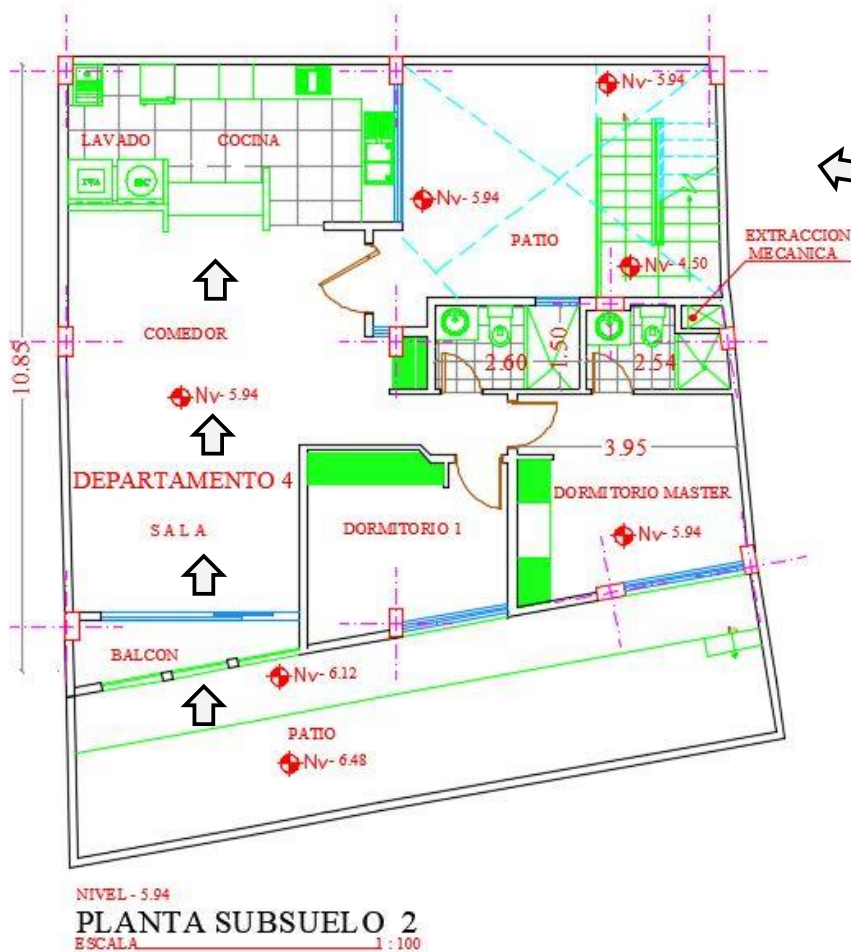 Nv- 5.94
LAVADO
COCINA
IVA
Nv- 5.94
PATIO
EXTRACCION
MECANICA
Nv- 4.50
COMEDOR
10.85
2.60
1.50
2.54
Nv- 5.94
3.95
DEPARTAMENTO 4
DORMITORIO MASTER
SALA
DORMITORIO 1
Nv- 5.94
BALCON
Nv- 6.12
PATIO
Nv- 6.48
NIVEL - 5.94
PLANTA SUBSUELO 2
ESCALA 1 : 100